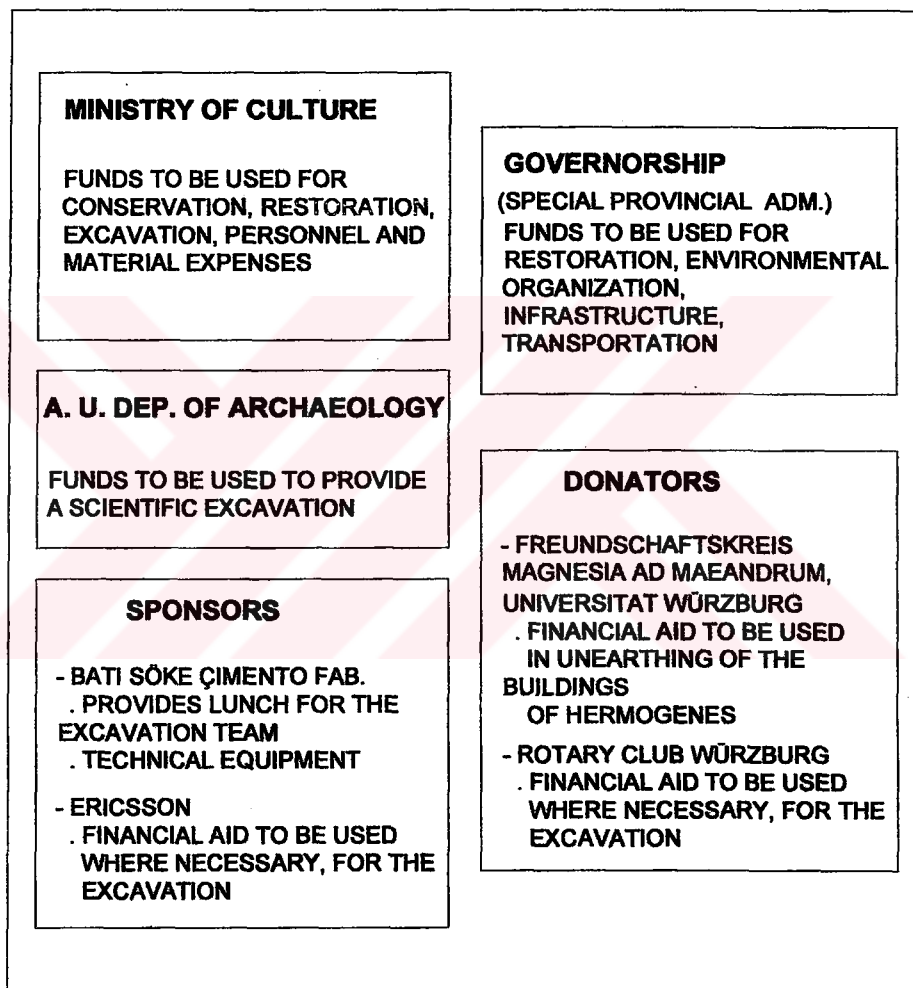 MINISTRY OF CULTURE
FUNDS TO BE USED FOR
CONSERVATION, RESTORATION,
EXCAVATION, PERSONNEL AND
MATERIAL EXPENSES
GOVERNORSHIP
(SPECIAL PROVINCIAL ADM.)
FUNDS TO BE USED FOR
RESTORATION, ENVIRONMENTAL
ORGANIZATION,
INFRASTRUCTURE,
TRANSPORTATION
A. U. DEP. OF ARCHAEOLOGY
FUNDS TO BE USED TO PROVIDE
A SCIENTIFIC EXCAVATION
DONATORS
- FREUNDSCHAFTSKREIS
MAGNESIA AD MAEANDRUM,
UNIVERSITAT WÜRZBURG
. FINANCIAL AID TO BE USED
IN UNEARTHING OF THE
BUILDINGS
OF HERMOGENES
- ROTARY CLUB WÜRZBURG
. FINANCIAL AID TO BE USED
WHERE NECESSARY, FOR THE
EXCAVATION
SPONSORS
- BATI SÖKE ÇIMENTO FAB.
. PROVIDES LUNCH FOR THE
EXCAVATION TEAM
. TECHNICAL EQUIPMENT
- ERICSSON
. FINANCIAL AID TO BE USED
WHERE NECESSARY, FOR THE
EXCAVATION